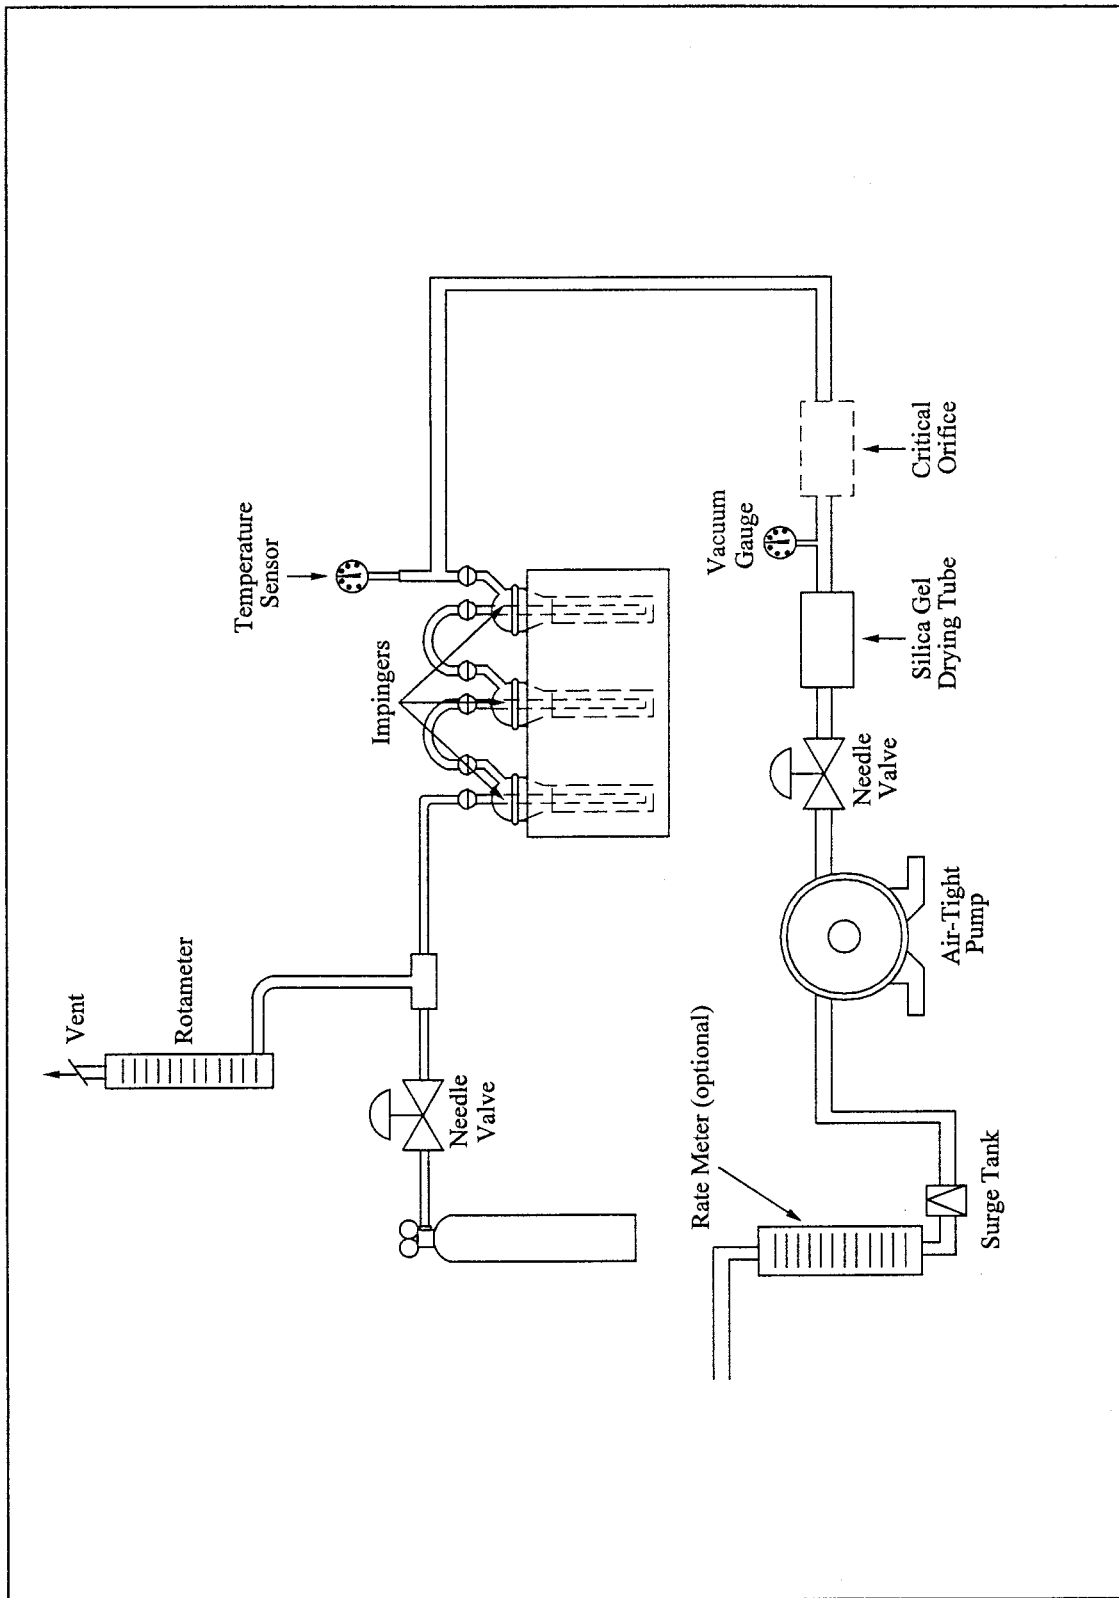 Vent
Rotameter
Needle
Valve
Temperature
Sensor
Impingers
Rate Meter (optional)
Surge Tank
Air-Tight
Pump
Needle
Valve
Silica Gel
Drying Tube
Vacuum
Gauge
Critical
Orifice